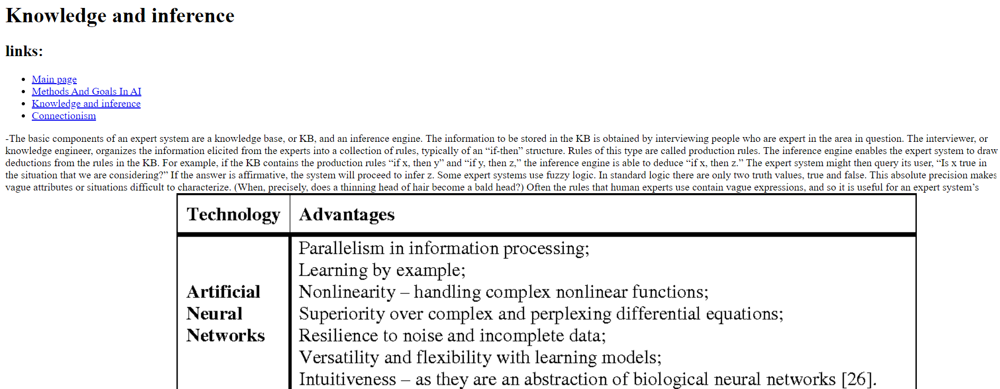 Knowledge and inference
links:
Main page
Methods And Goals In AI
Knowledge and inference
Connectionism
-The basic components of an expert system are a knowledge base, or KB, and an inference engine. The information to be stored in the KB is obtained by interviewing people who are expert in the area in question. The interviewer, or
knowledge engineer, organizes the information elicited from the experts into a collection of rules, typically of an “if-then” structure. Rules of this type are called production rules. The inference engine enables the expert system to draw
deductions from the rules in the KB. For example, if the KB contains the production rules “if x, then y” and “if y, then z,” the inference engine is able to deduce “if x, then z.” The expert system might then query its user, “Is x true in
the situation that we are considering?” If the answer is affirmative, the system will proceed to infer z. Some expert systems use fuzzy logic. In standard logic there are only two truth values, true and false. This absolute precision makes
vague attributes or situations difficult to characterize. (When, precisely, does a thinning head of hair become a bald head?) Often the rules that human experts use contain vague expressions, and so it is useful for an expert system’s
Technology Advantages
Parallelism in information processing;
Learning by example;
Artificial Nonlinearity – handling complex nonlinear functions;
Neural Superiority over complex and perplexing differential equations;
Networks Resilience to noise and incomplete data;
Versatility and flexibility with learning models;
Intuitiveness – as they are an abstraction of biological neural networks [26].